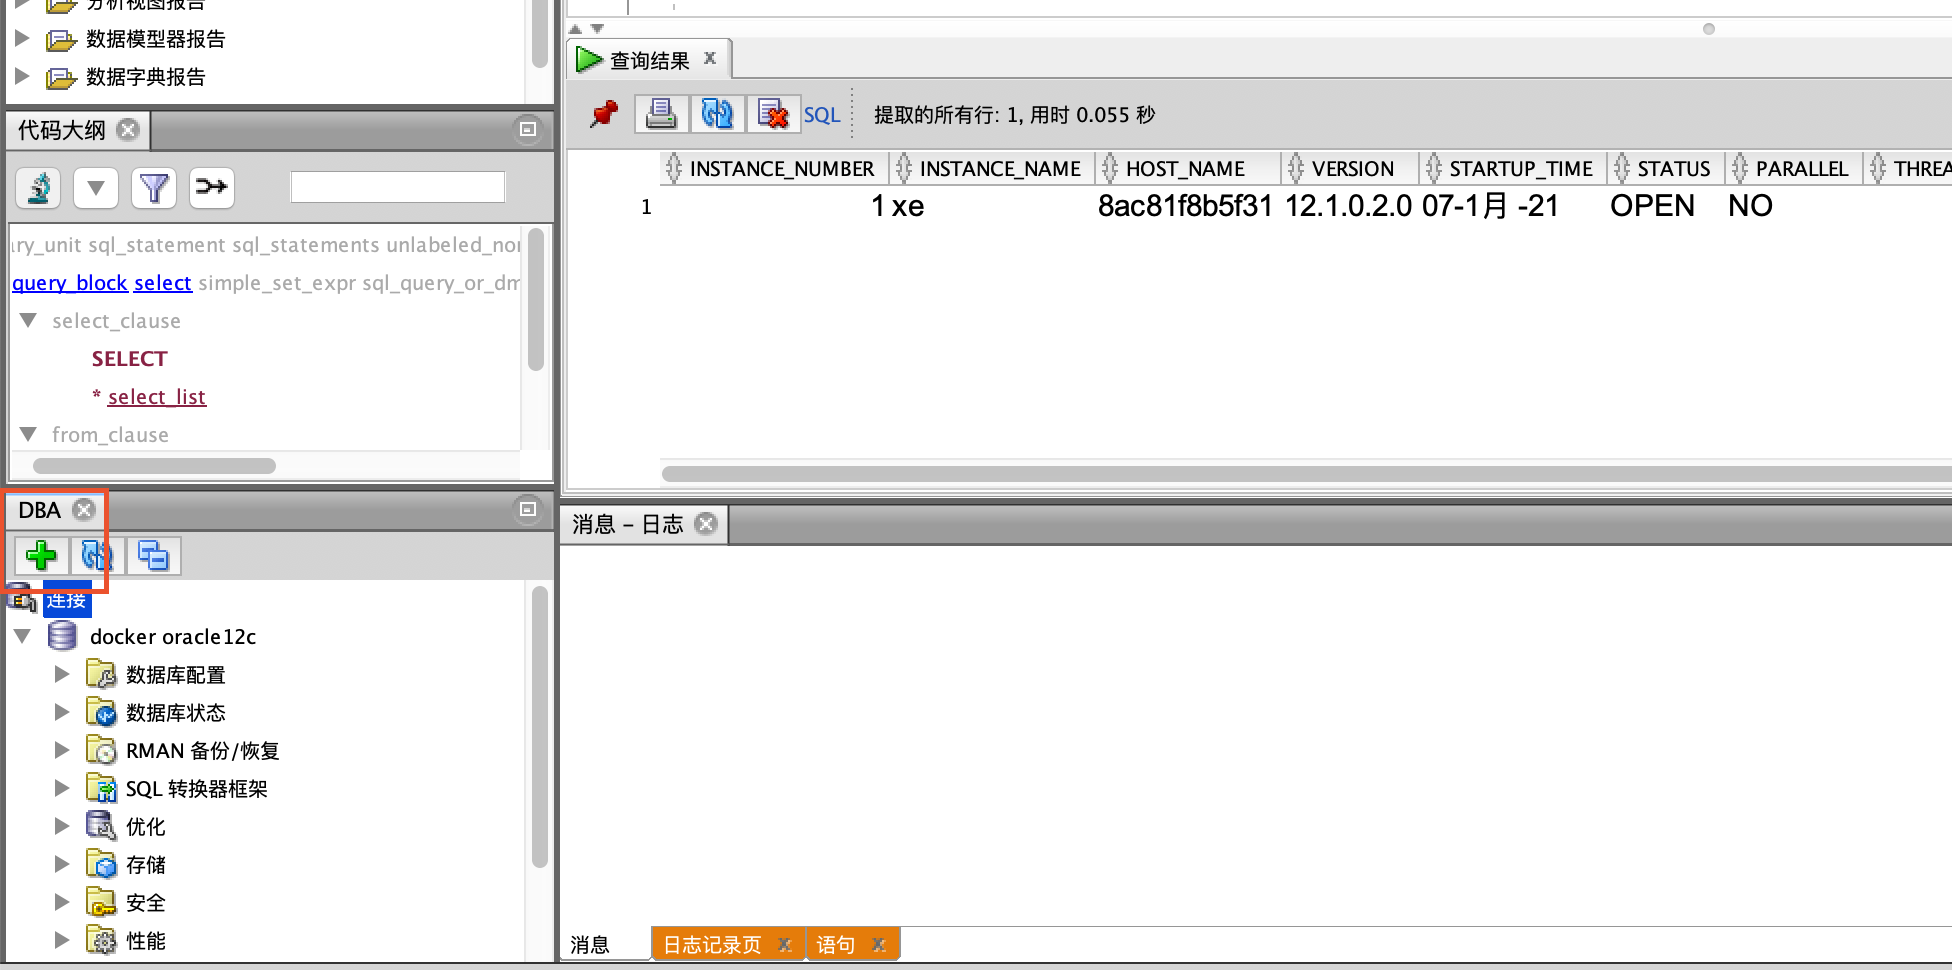 分析视图报告
数据模型器报告
数据字典报告
代码大纲
ary_unit sql_statement sql_statements unlabeled_nor
query_block select simple_set_expr sql_query_or_dm
select_clause
SELECT
* select_list
from_clause
DBA
连接
docker oracle12c
数据库配置
数据库状态
RMAN 备份/恢复
SQL 转换器框架
优化
存储
安全
性能
查询结果
SQL 提取的所有行: 1, 用时 0.055 秒
INSTANCE_NUMBER INSTANCE_NAME HOST_NAME VERSION STARTUP_TIME STATUS PARALLEL THREA
1 1 xe 8ac81f8b5f31 12.1.0.2.0 07-1月 -21 OPEN NO
消息 - 日志
消息 日志记录页 语句